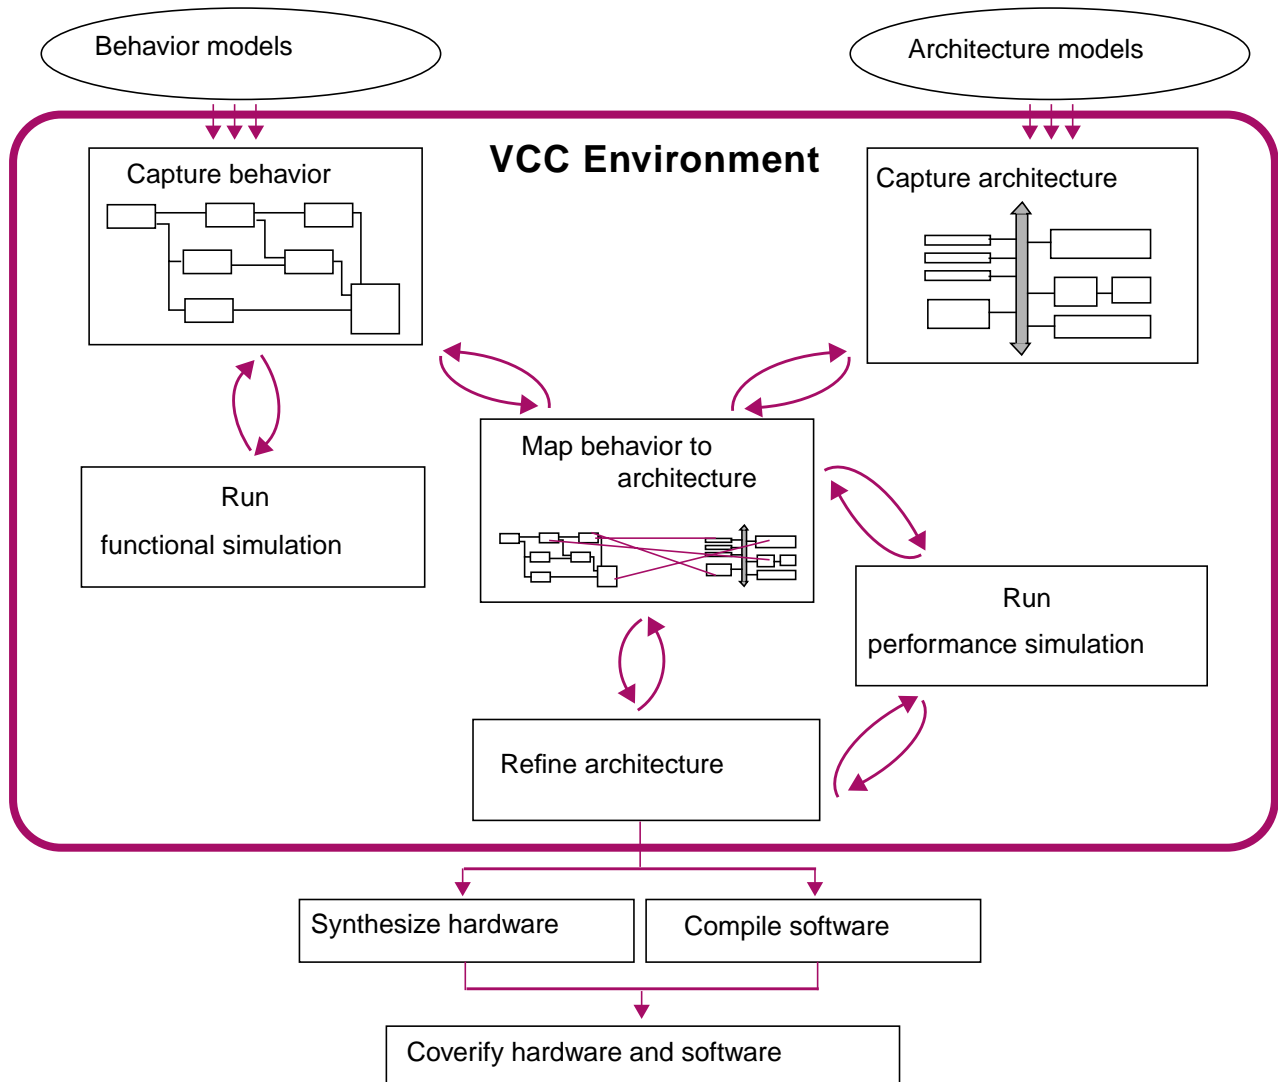 Behavior models
Architecture models
VCC Environment
Capture behavior
Capture architecture
Map behavior to
architecture
Run
functional simulation
Run
performance simulation
Refine architecture
Synthesize hardware
Compile software
Coverify hardware and software